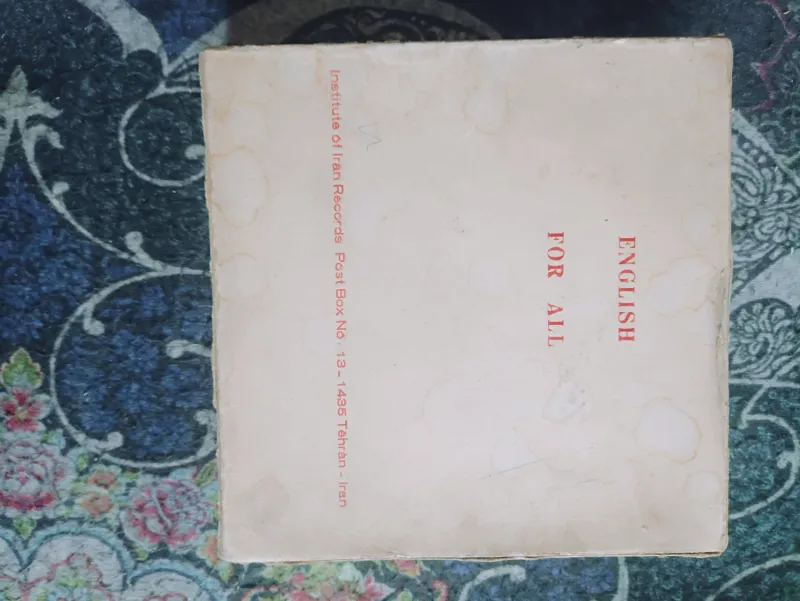 ENGLISH
FOR ALL
Institute of Iran Records Post Box No. 13-1435 Tehran - Iran